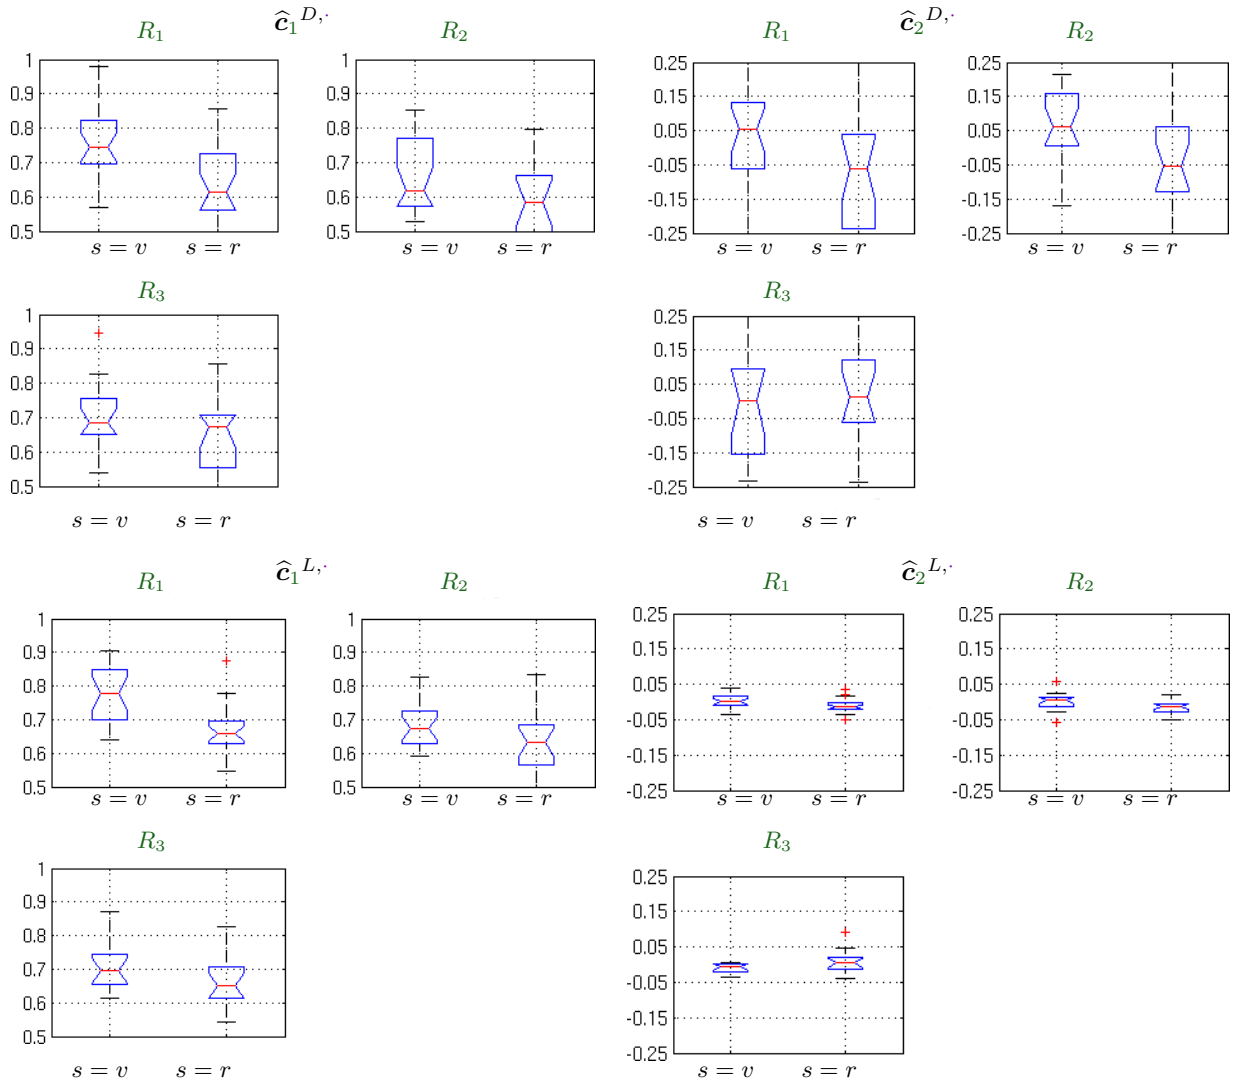 ĉ₁ᴰ,· ĉ₂ᴰ,·
R₁ R₂ R₁ R₂
1 1 0.25 0.25
0.9 0.9 0.15 0.15
0.8 0.8 0.05 0.05
0.7 0.7 -0.05 -0.05
0.6 0.6 -0.15 -0.15
0.5 0.5 -0.25 -0.25
s = v s = r s = v s = r s = v s = r s = v s = r
R₃ R₃
1 0.25
0.9 0.15
0.8 0.05
0.7 -0.05
0.6 -0.15
0.5 -0.25
s = v s = r s = v s = r
ĉ₁ᴸ,· ĉ₂ᴸ,·
R₁ R₂ R₁ R₂
1 1 0.25 0.25
0.9 0.9 0.15 0.15
0.8 0.8 0.05 0.05
0.7 0.7 -0.05 -0.05
0.6 0.6 -0.15 -0.15
0.5 0.5 -0.25 -0.25
s = v s = r s = v s = r s = v s = r s = v s = r
R₃ R₃
1 0.25
0.9 0.15
0.8 0.05
0.7 -0.05
0.6 -0.15
0.5 -0.25
s = v s = r s = v s = r